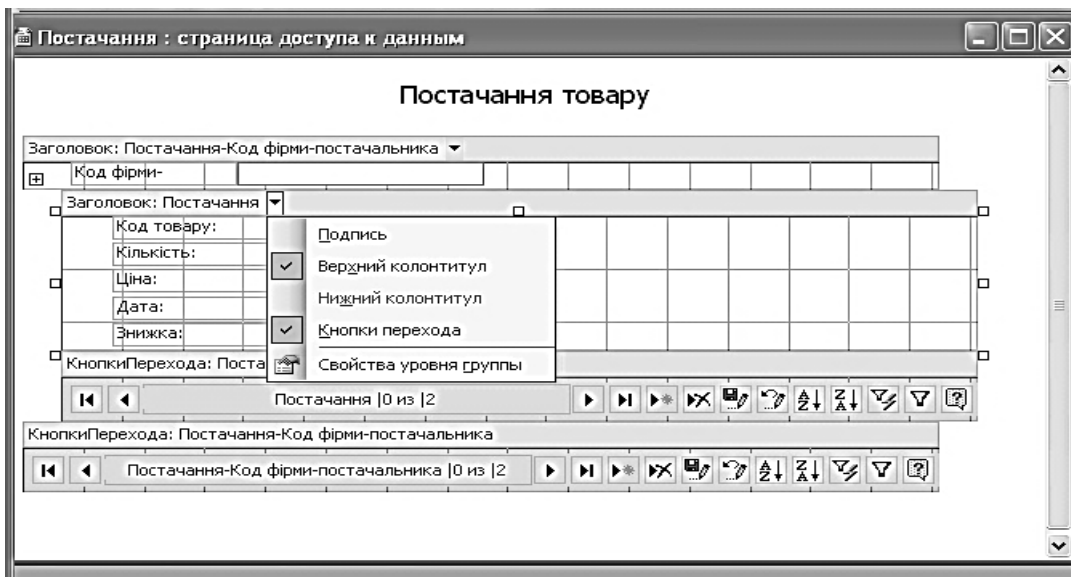 Постачання : страница доступа к данным
Постачання товару
Заголовок: Постачання-Код фірми-постачальника
Код фірми-
Заголовок: Постачання
Код товару:
Подпись
Кількість:
Верхний колонтитул
Ціна:
Нижний колонтитул
Дата:
Знижка:
Кнопки перехода
КнопкиПерехода: Поста
Свойства уровня группы
Постачання |0 из |2
КнопкиПерехода: Постачання-Код фірми-постачальника
Постачання-Код фірми-постачальника |0 из |2